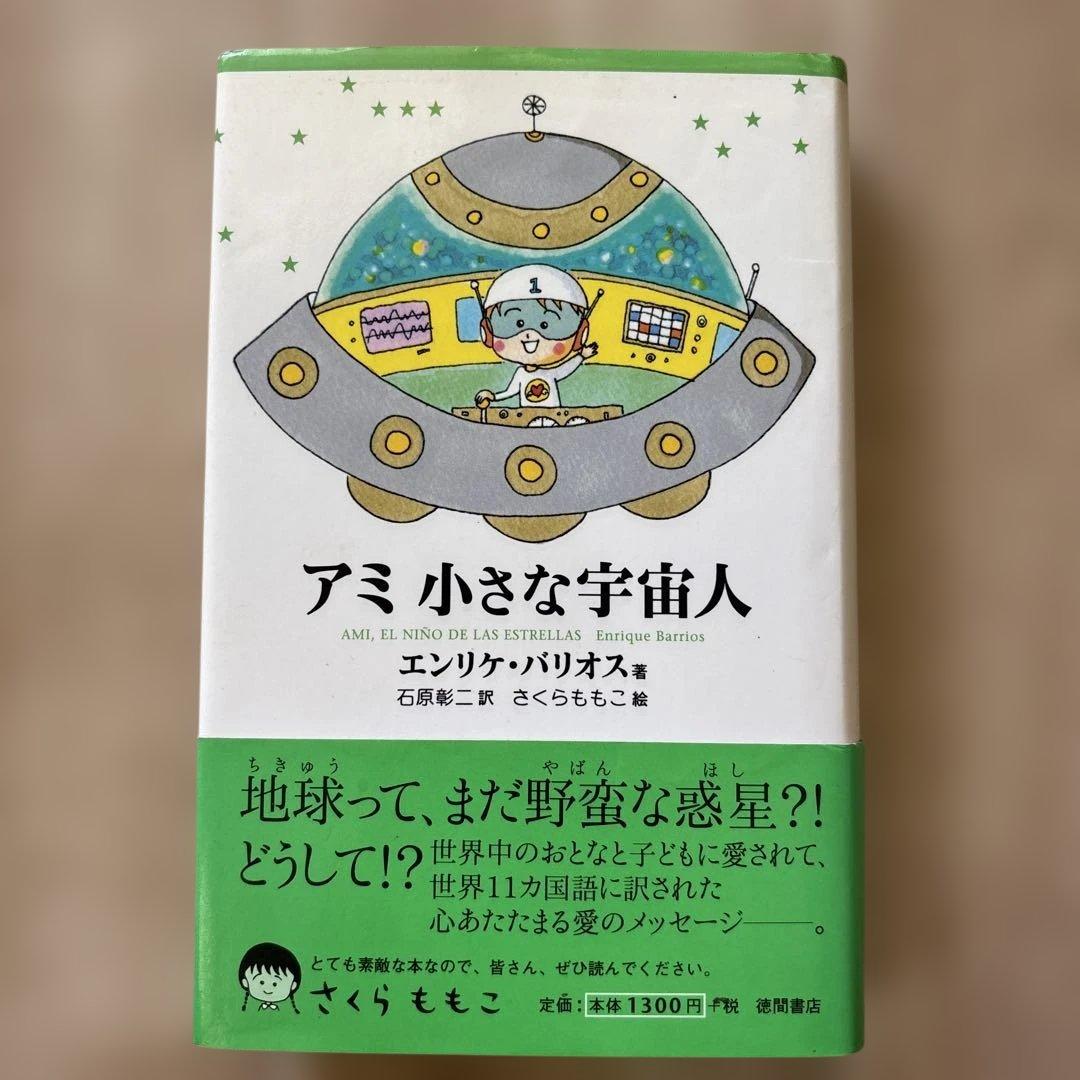 1
アミ 小さな宇宙人
AMI, EL NIÑO DE LAS ESTRELLAS Enrique Barrios
エンリケ・バリオス 著
石原彰二 訳 さくらももこ 絵
ちきゅう やばん ほし
地球って、まだ野蛮な惑星?!
どうして!?
世界中のおとなと子どもに愛されて、
世界11カ国語に訳された
心あたたまる愛のメッセージ――。
とても素敵な本なので、皆さん、ぜひ読んでください。
さくら ももこ
定価:本体1300円+税 徳間書店